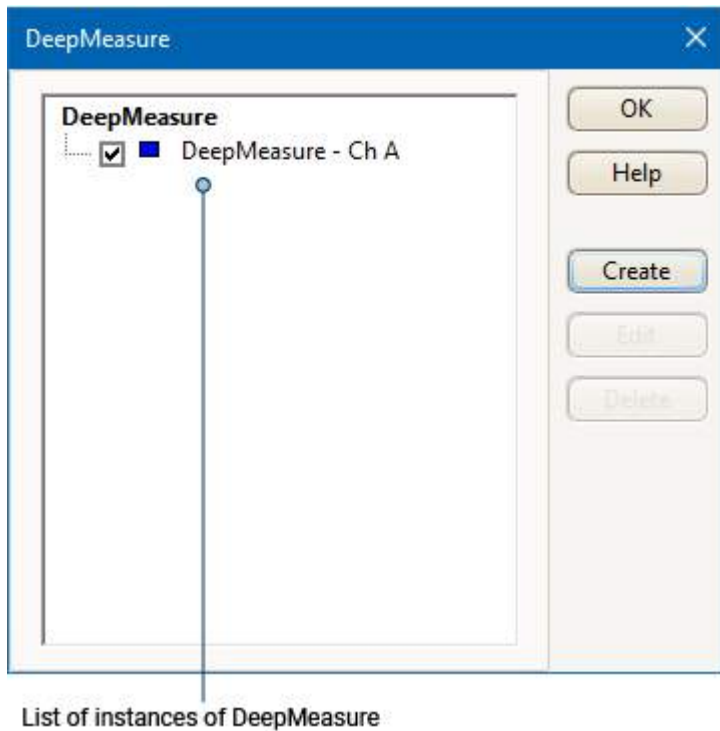 DeepMeasure
DeepMeasure
DeepMeasure - Ch A
OK
Help
Create
Edit
Delete
List of instances of DeepMeasure